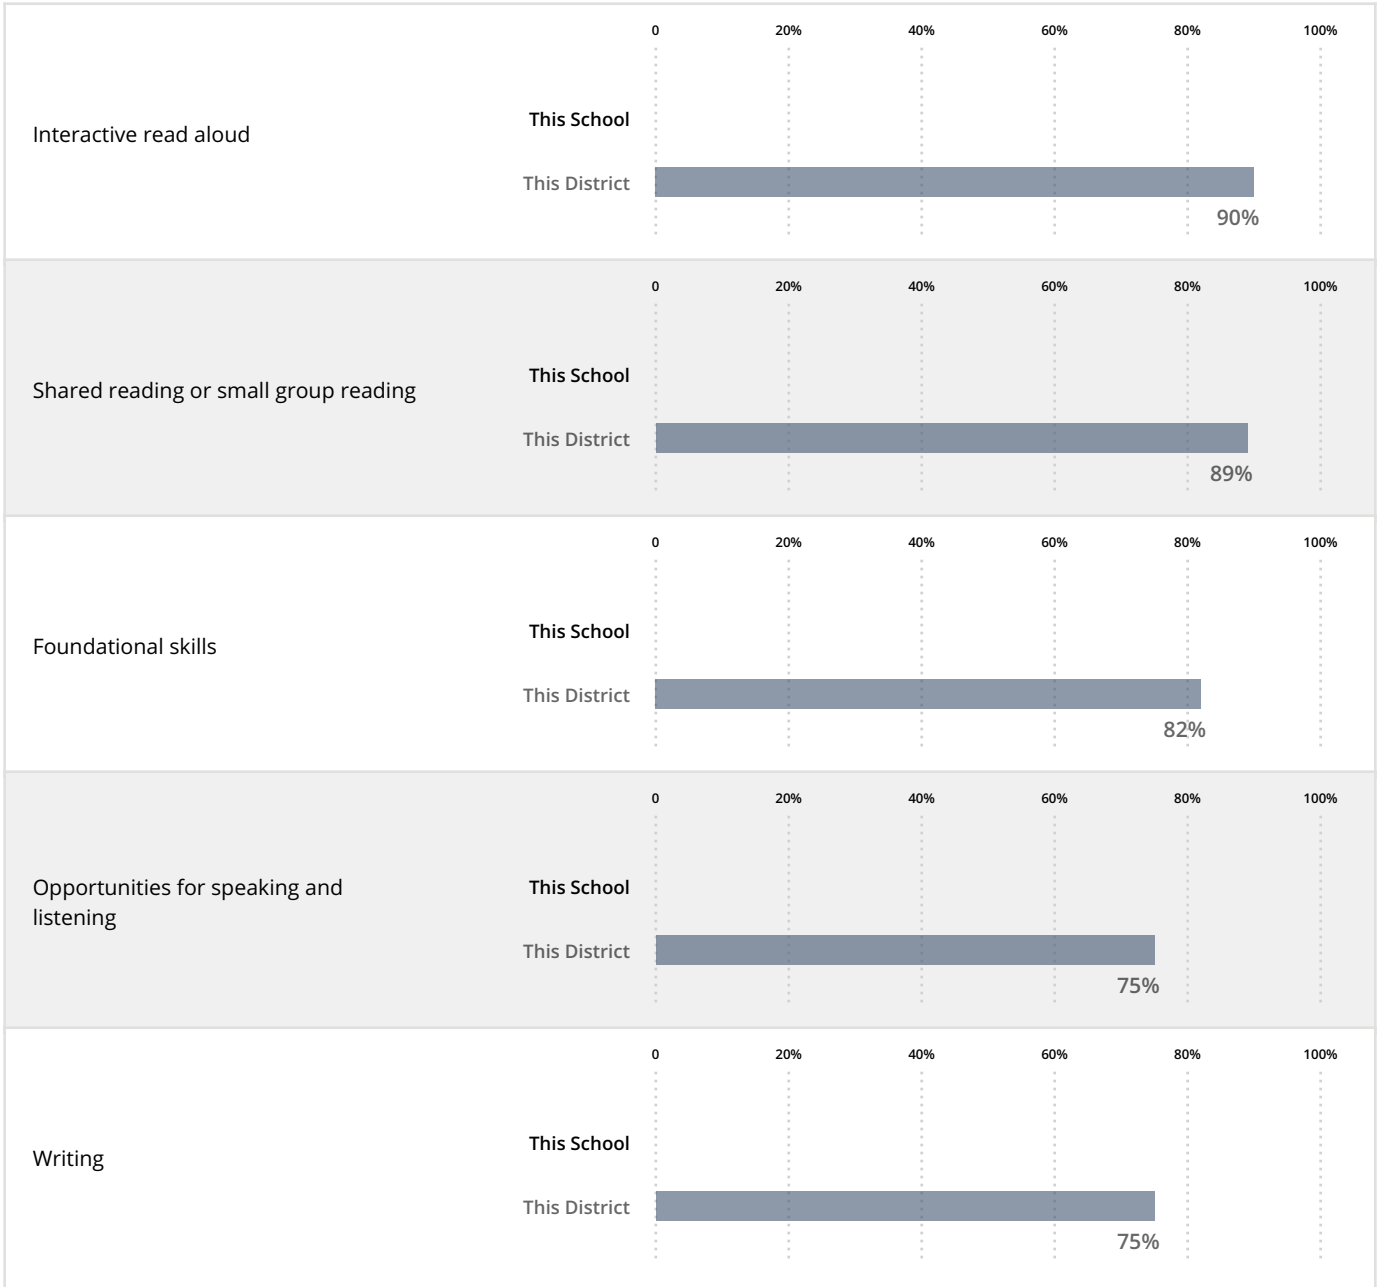 0 20% 40% 60% 80% 100%
This School
Interactive read aloud
This District
90%
0 20% 40% 60% 80% 100%
This School
Shared reading or small group reading
This District
89%
0 20% 40% 60% 80% 100%
This School
Foundational skills
This District
82%
0 20% 40% 60% 80% 100%
Opportunities for speaking and
listening
This School
This District
75%
0 20% 40% 60% 80% 100%
This School
Writing
This District
75%